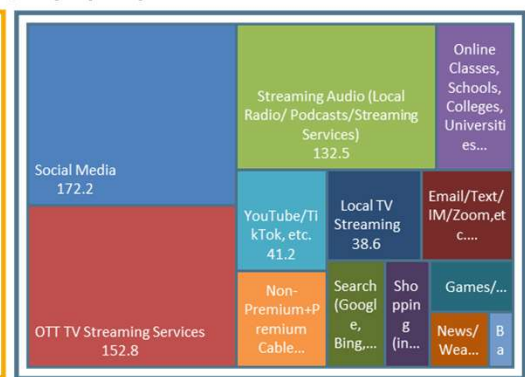 Social Media
172.2
OTT TV Streaming Services
152.8
Streaming Audio (Local
Radio/ Podcasts/Streaming
Services)
132.5
Online
Classes,
Schools,
Colleges,
Universiti
es...
YouTube/Ti
kTok, etc.
41.2
Local TV
Streaming
38.6
Email/Text/
IM/Zoom,et
c....
Non-
Premium+P
remium
Cable...
Search
(Googl
e,
Bing,...
Sho
ppin
g
(in...
Games/...
News/
Wea...
B
a